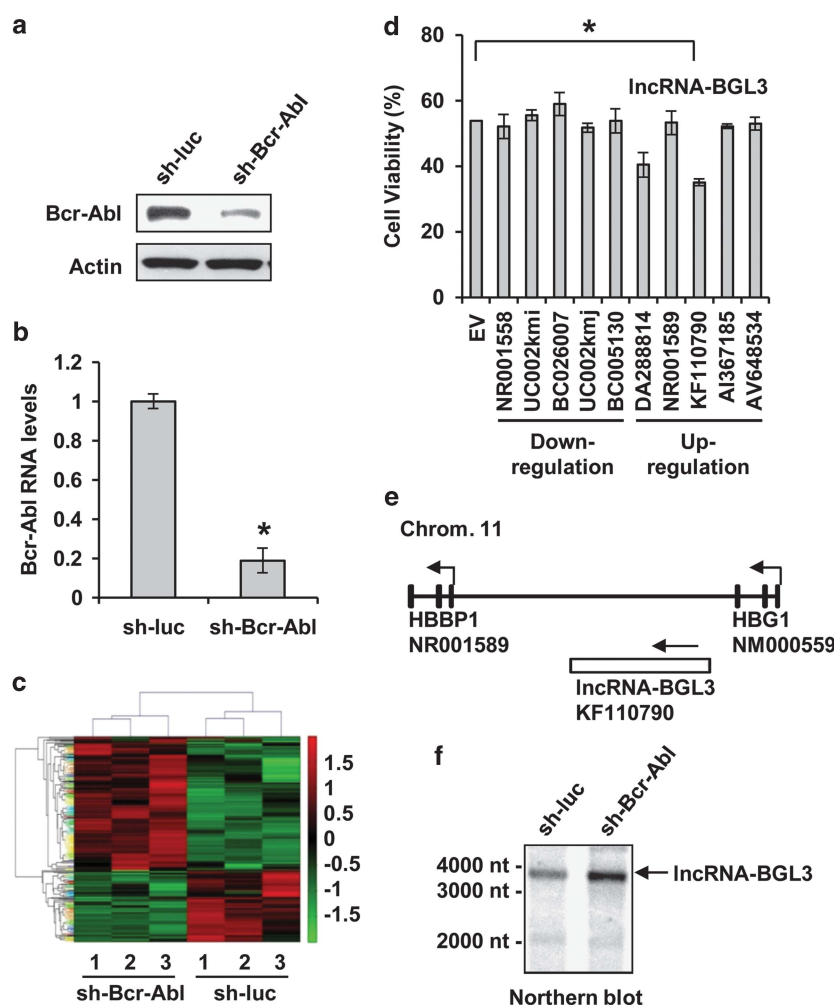 a
sh-luc
sh-Bcr-Abl
Bcr-Abl
Actin
b
Bcr-Abl RNA levels
1.2
1
0.8
0.6
0.4
0.2
0
*
sh-luc
sh-Bcr-Abl
c
1.5
1
0.5
0
-0.5
-1
-1.5
1 2 3 1 2 3
sh-Bcr-Abl sh-luc
d
*
lncRNA-BGL3
Cell Viability (%)
80
60
40
20
0
EV
NR001558
UC002kmi
BC026007
UC002kmj
BC005130
DA288814
NR001589
KF110790
AI367185
AV648534
Down-
regulation
Up-
regulation
e
Chrom. 11
HBBP1
NR001589
HBG1
NM000559
lncRNA-BGL3
KF110790
f
sh-luc
sh-Bcr-Abl
4000 nt -
3000 nt -
2000 nt -
lncRNA-BGL3
Northern blot